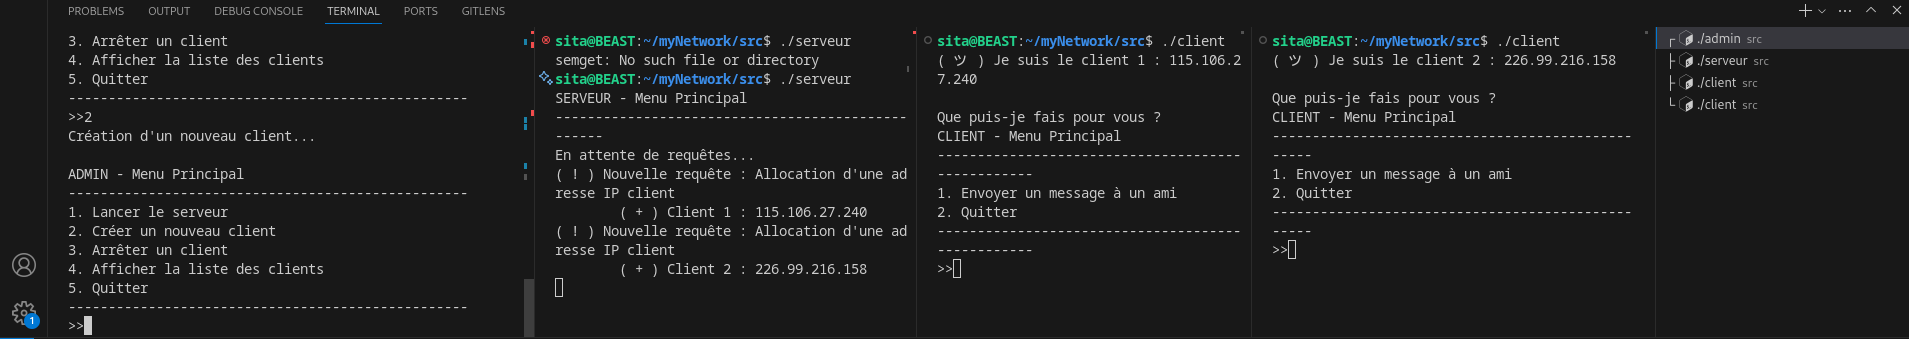 PROBLEMS OUTPUT DEBUG CONSOLE TERMINAL PORTS GITLENS
3. Arrêter un client
4. Afficher la liste des clients
5. Quitter
--------------------------------------------------
>>2
Création d'un nouveau client...
ADMIN - Menu Principal
--------------------------------------------------
1. Lancer le serveur
2. Créer un nouveau client
3. Arrêter un client
4. Afficher la liste des clients
5. Quitter
--------------------------------------------------
>>
sita@BEAST:~/myNetwork/src$ ./serveur
semget: No such file or directory
sita@BEAST:~/myNetwork/src$ ./serveur
SERVEUR - Menu Principal
--------------------------------------------
------
En attente de requêtes...
( ! ) Nouvelle requête : Allocation d'une ad
resse IP client
( + ) Client 1 : 115.106.27.240
( ! ) Nouvelle requête : Allocation d'une ad
resse IP client
( + ) Client 2 : 226.99.216.158
sita@BEAST:~/myNetwork/src$ ./client
( ツ ) Je suis le client 1 : 115.106.2
7.240
Que puis-je fais pour vous ?
CLIENT - Menu Principal
--------------------------------------
------------
1. Envoyer un message à un ami
2. Quitter
--------------------------------------
------------
>>
sita@BEAST:~/myNetwork/src$ ./client
( ツ ) Je suis le client 2 : 226.99.216.158
Que puis-je fais pour vous ?
CLIENT - Menu Principal
---------------------------------------------
-----
1. Envoyer un message à un ami
2. Quitter
---------------------------------------------
-----
>>
./admin src
./serveur src
./client src
./client src
1